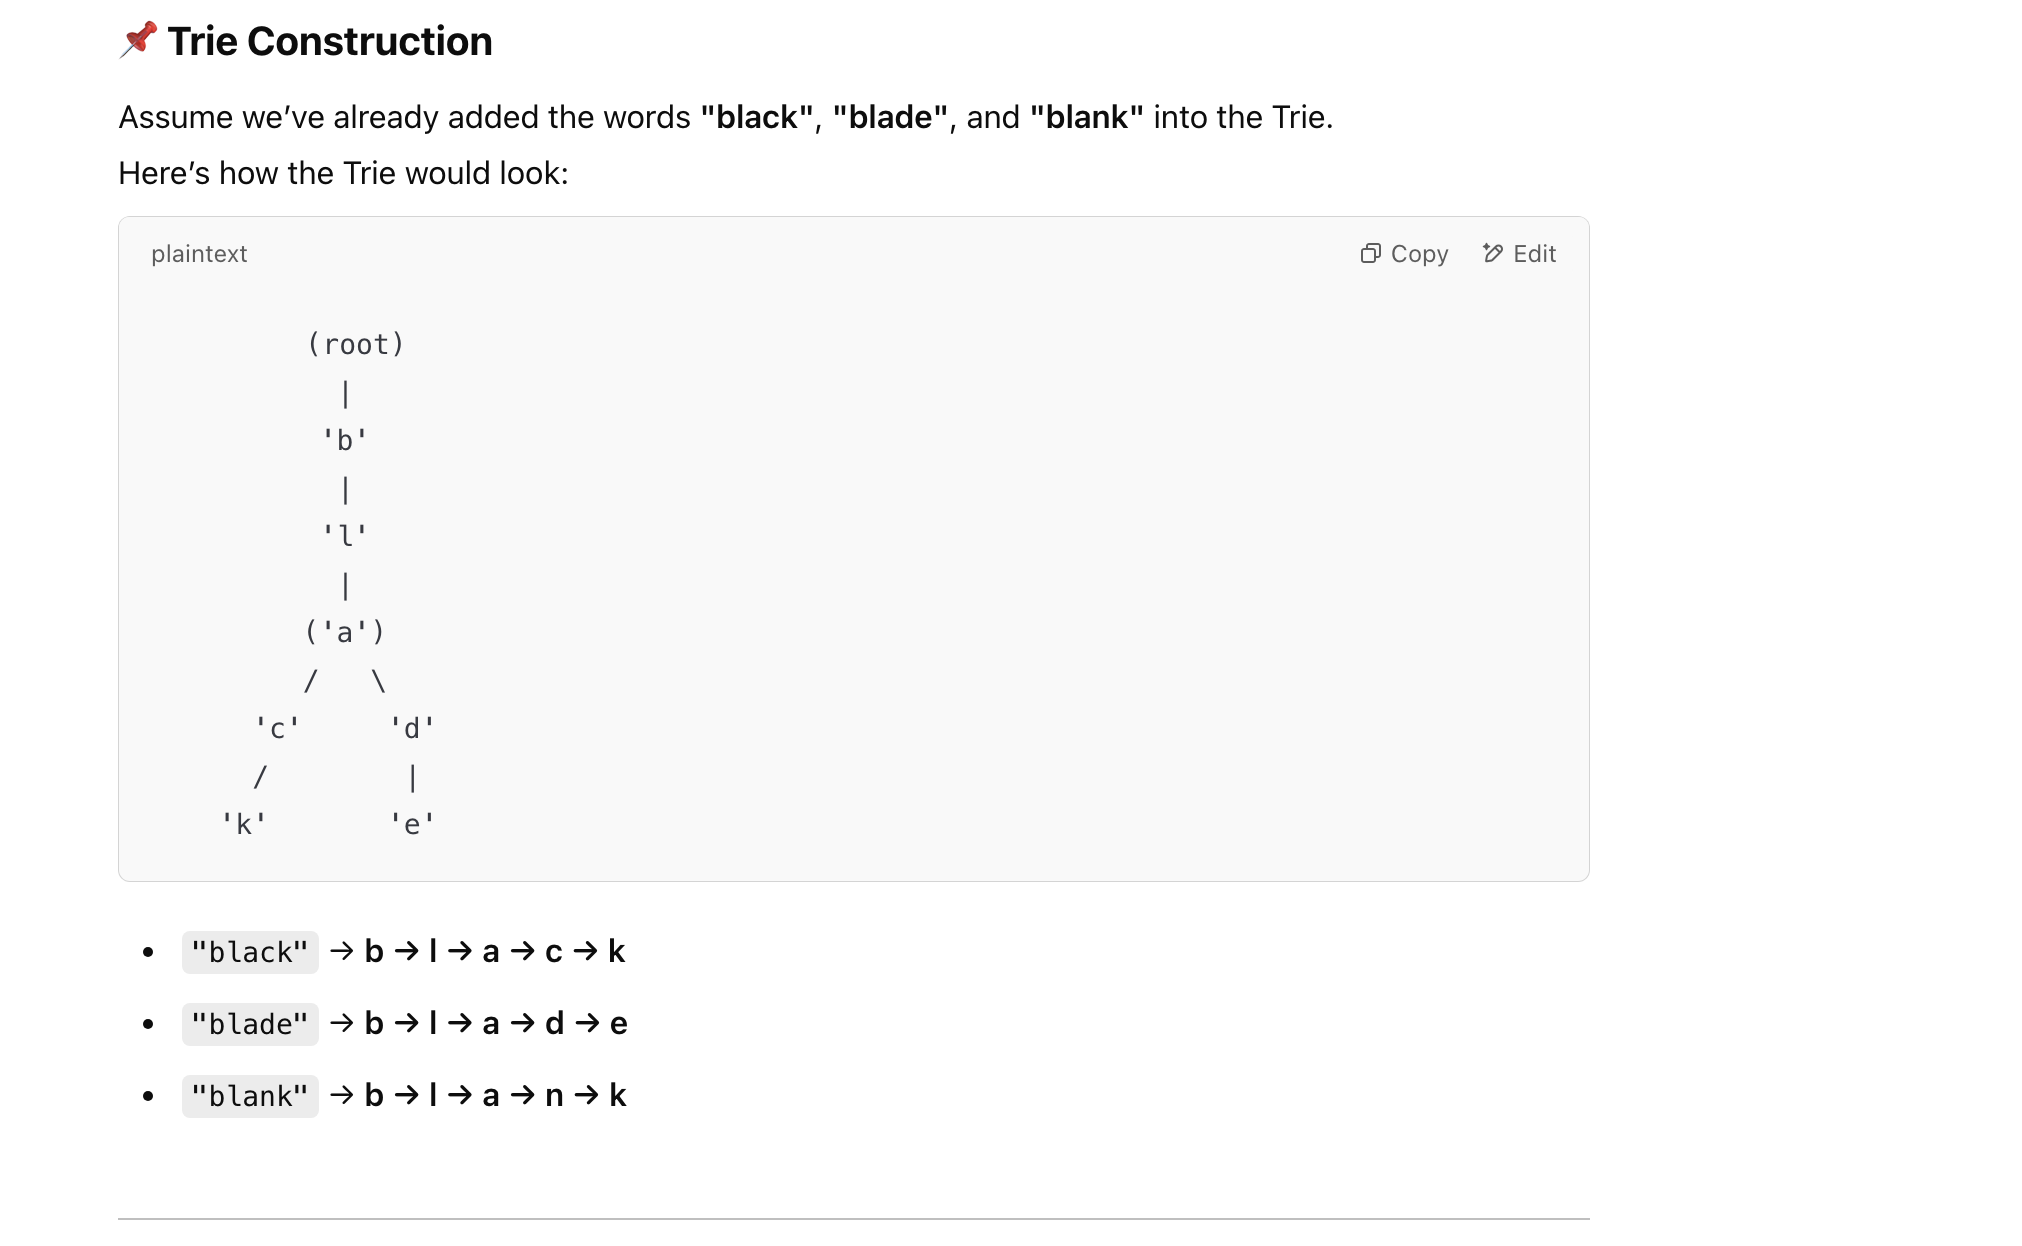 📌 Trie Construction
Assume we’ve already added the words "black", "blade", and "blank" into the Trie.
Here’s how the Trie would look:
plaintext Copy Edit
(root)
|
'b'
|
'l'
|
('a')
/ \
'c' 'd'
/ |
'k' 'e'
• "black" → b → l → a → c → k
• "blade" → b → l → a → d → e
• "blank" → b → l → a → n → k